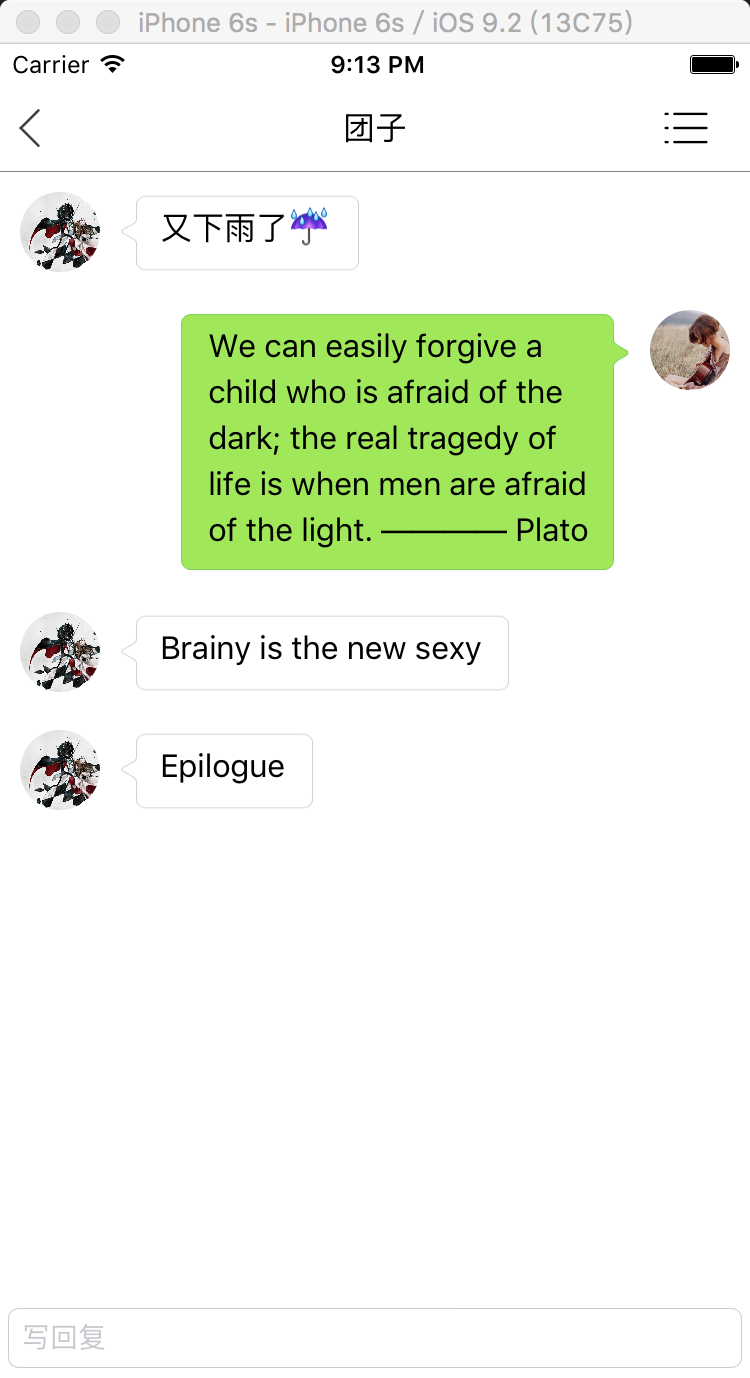 iPhone 6s - iPhone 6s / iOS 9.2 (13C75)
Carrier 9:13 PM
团子
又下雨了☔
We can easily forgive a
child who is afraid of the
dark; the real tragedy of
life is when men are afraid
of the light. ———— Plato
Brainy is the new sexy
Epilogue
写回复